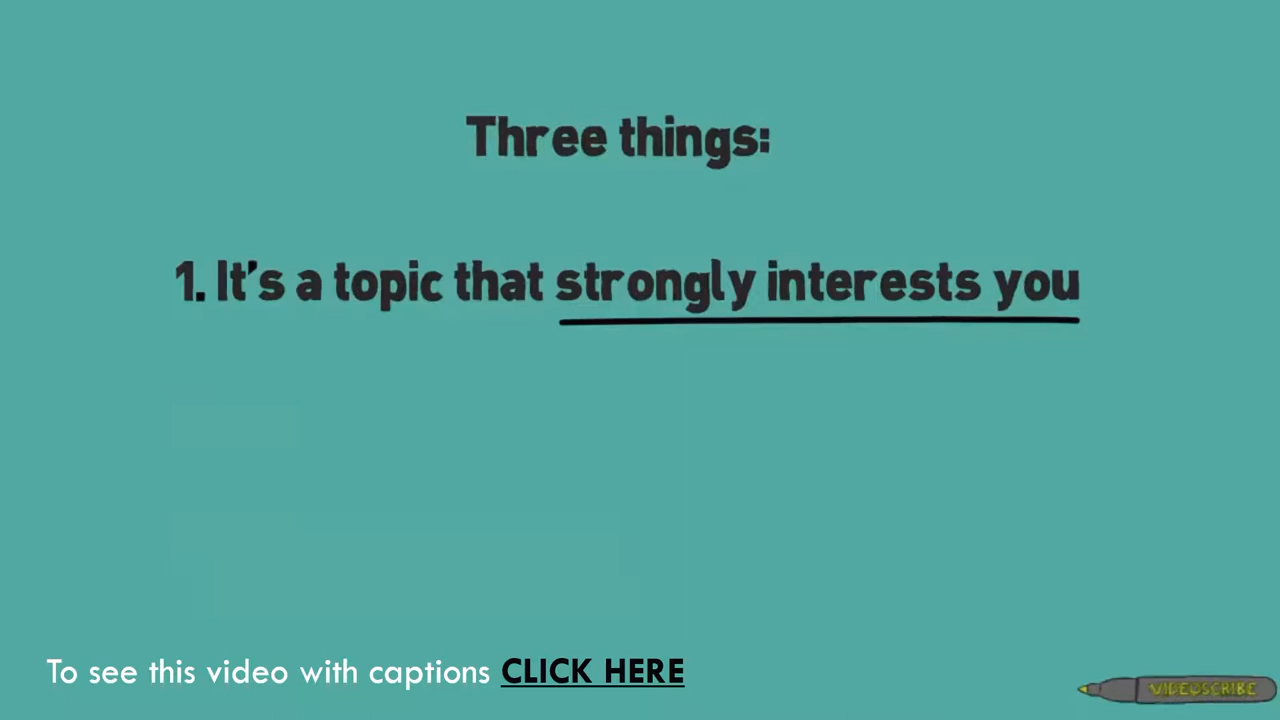 Three things:
1. It's a topic that strongly interests you
To see this video with captions CLICK HERE
VIDEOSCRIBE